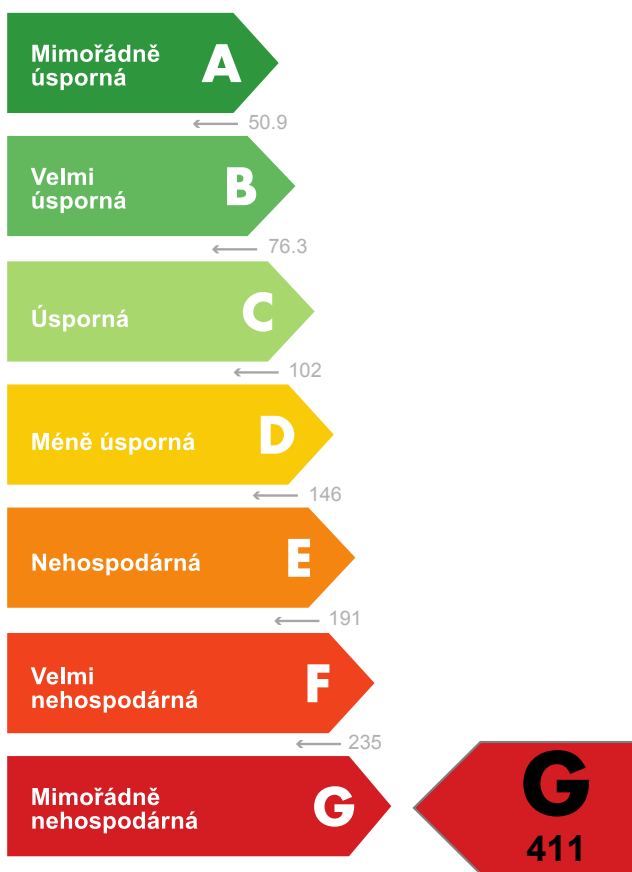 Mimořádně
úsporná
A
← 50.9
Velmi
úsporná
B
← 76.3
Úsporná
C
← 102
Méně úsporná
D
← 146
Nehospodárná
E
← 191
Velmi
nehospodárná
F
← 235
Mimořádně
nehospodárná
G
G
411